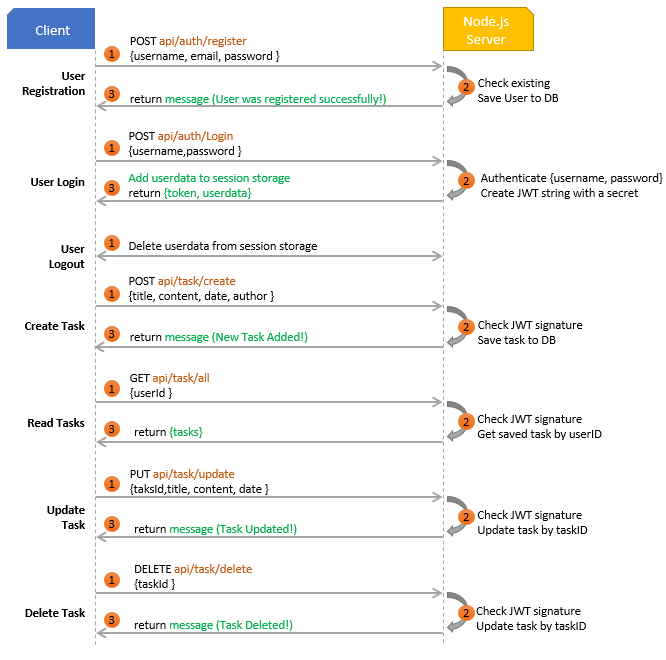 Client
Node.js
Server
User
Registration
1
POST api/auth/register
{username, email, password }
2
Check existing
Save User to DB
3
return message (User was registered successfully!)
User Login
1
POST api/auth/Login
{username,password }
2
Authenticate {username, password}
Create JWT string with a secret
3
Add userdata to session storage
return {token, userdata}
User
Logout
1
Delete userdata from session storage
Create Task
1
POST api/task/create
{title, content, date, author }
2
Check JWT signature
Save task to DB
3
return message (New Task Added!)
Read Tasks
1
GET api/task/all
{userId }
2
Check JWT signature
Get saved task by userID
3
return {tasks}
Update
Task
1
PUT api/task/update
{taksId,title, content, date }
2
Check JWT signature
Update task by taskID
3
return message (Task Updated!)
Delete Task
1
DELETE api/task/delete
{taskId }
2
Check JWT signature
Update task by taskID
3
return message (Task Deleted!)